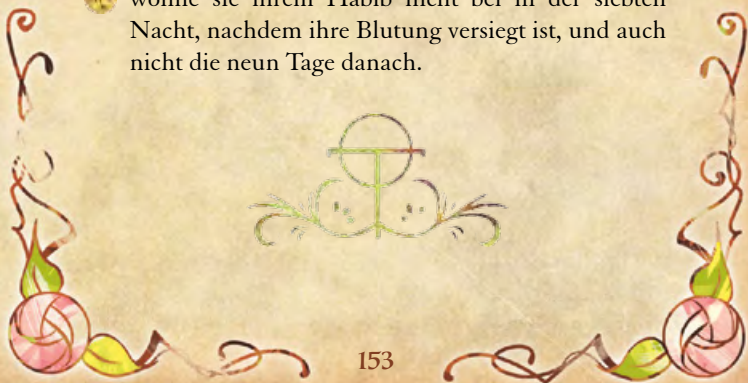 wohne sie ihrem Habib nicht bei in der siebten
Nacht, nachdem ihre Blutung versiegt ist, und auch
nicht die neun Tage danach.
153